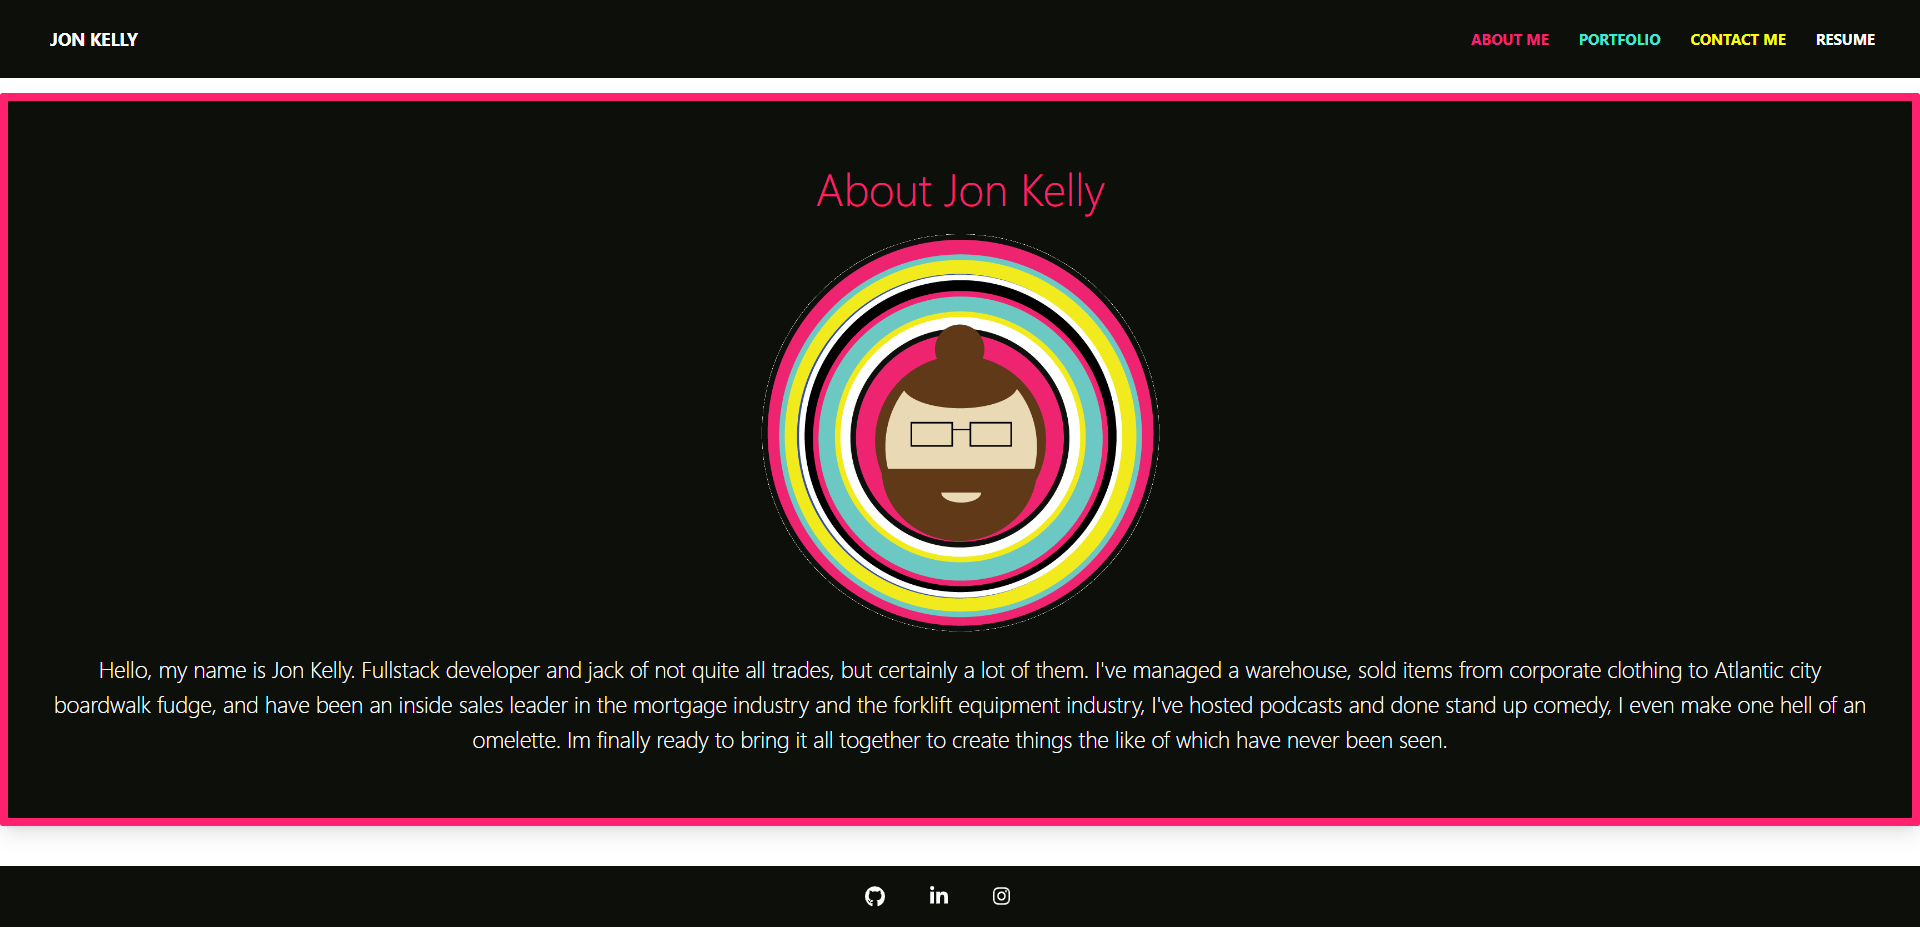 JON KELLY
ABOUT ME PORTFOLIO CONTACT ME RESUME
About Jon Kelly
Hello, my name is Jon Kelly. Fullstack developer and jack of not quite all trades, but certainly a lot of them. I've managed a warehouse, sold items from corporate clothing to Atlantic city
boardwalk fudge, and have been an inside sales leader in the mortgage industry and the forklift equipment industry, I've hosted podcasts and done stand up comedy, I even make one hell of an
omelette. Im finally ready to bring it all together to create things the like of which have never been seen.